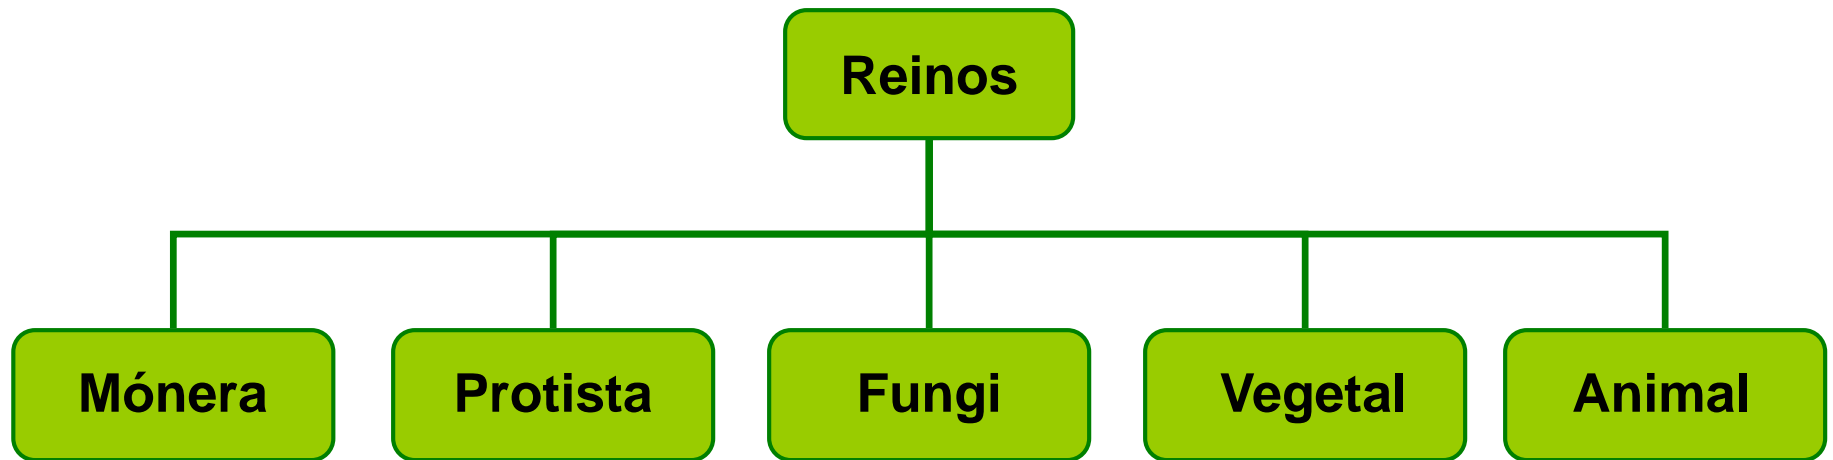 Reinos
Mónera
Protista
Fungi
Vegetal
Animal